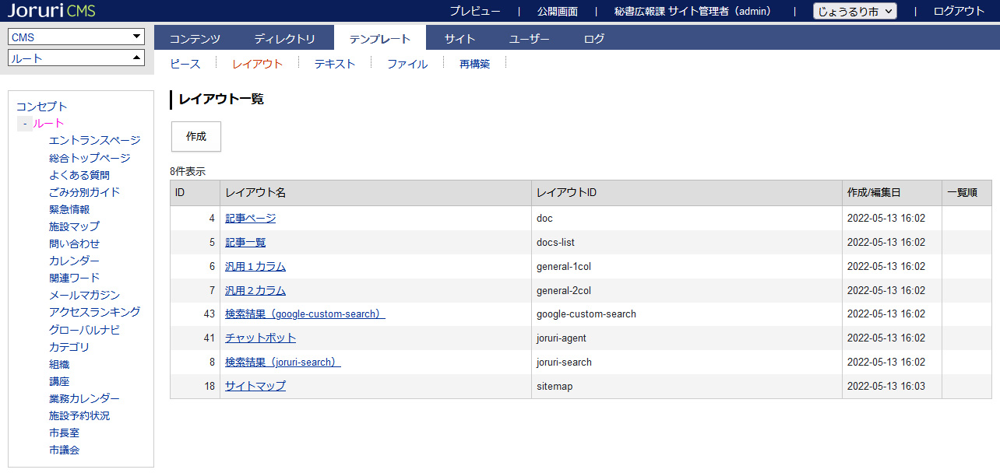 Joruri CMS
プレビュー | 公開画面 | 秘書広報課 サイト管理者（admin） | じょうるり市 | ログアウト
CMS
ルート
コンテンツ ディレクトリ テンプレート サイト ユーザー ログ
ピース レイアウト テキスト ファイル 再構築
コンセプト
- ルート
エントランスページ
総合トップページ
よくある質問
ごみ分別ガイド
緊急情報
施設マップ
問い合わせ
カレンダー
関連ワード
メールマガジン
アクセスランキング
グローバルナビ
カテゴリ
組織
講座
業務カレンダー
施設予約状況
市長室
市議会
レイアウト一覧
作成
8件表示
ID レイアウト名 レイアウトID 作成/編集日 一覧順
4 記事ページ doc 2022-05-13 16:02
5 記事一覧 docs-list 2022-05-13 16:02
6 汎用１カラム general-1col 2022-05-13 16:02
7 汎用２カラム general-2col 2022-05-13 16:02
43 検索結果（google-custom-search） google-custom-search 2022-05-13 16:02
41 チャットボット joruri-agent 2022-05-13 16:02
8 検索結果（joruri-search） joruri-search 2022-05-13 16:02
18 サイトマップ sitemap 2022-05-13 16:03